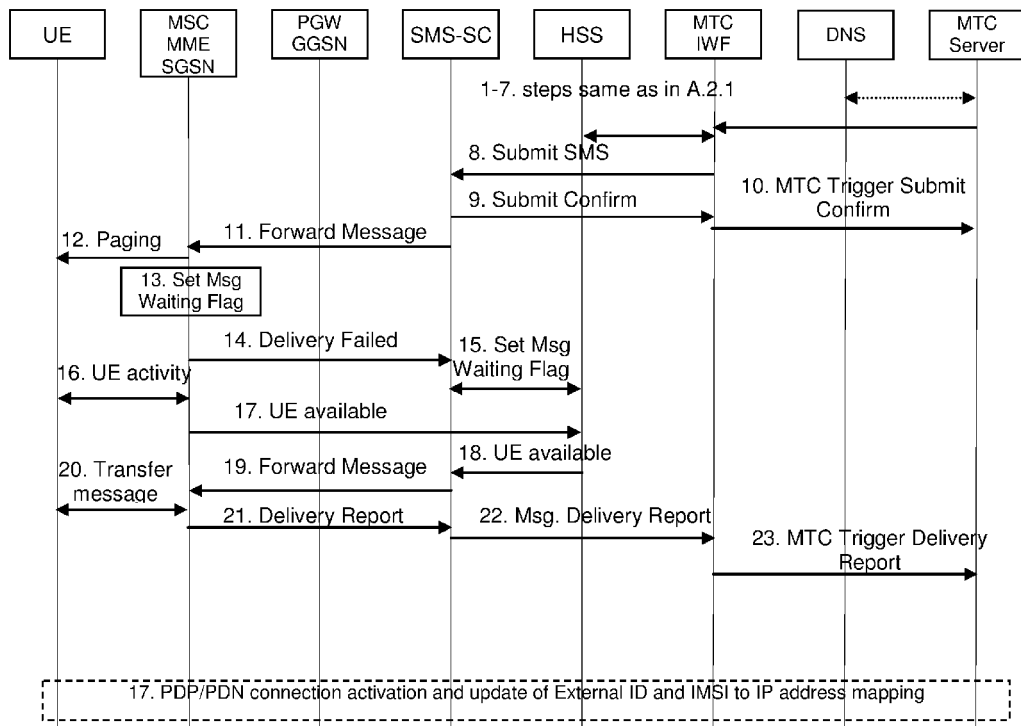 UE
MSC
MME
SGSN
PGW
GGSN
SMS-SC
HSS
MTC
IWF
DNS
MTC
Server
1-7. steps same as in A.2.1
8. Submit SMS
9. Submit Confirm
10. MTC Trigger Submit
Confirm
11. Forward Message
12. Paging
13. Set Msg
Waiting Flag
14. Delivery Failed
15. Set Msg
Waiting Flag
16. UE activity
17. UE available
18. UE available
19. Forward Message
20. Transfer
message
21. Delivery Report
22. Msg. Delivery Report
23. MTC Trigger Delivery
Report
17. PDP/PDN connection activation and update of External ID and IMSI to IP address mapping